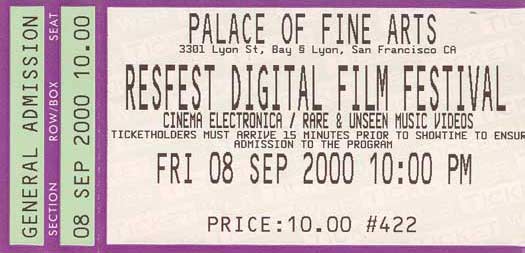 PALACE OF FINE ARTS
3301 Lyon St, Bay & Lyon, San Francisco CA
RESFEST DIGITAL FILM FESTIVAL
CINEMA ELECTRONICA / RARE & UNSEEN MUSIC VIDEOS
TICKETHOLDERS MUST ARRIVE 15 MINUTES PRIOR TO SHOWTIME TO ENSUR
ADMISSION TO THE PROGRAM
FRI 08 SEP 2000 10:00 PM
PRICE:10.00 #422
GENERAL ADMISSION
SECTION ROW/BOX SEAT
08 SEP 2000 10.00